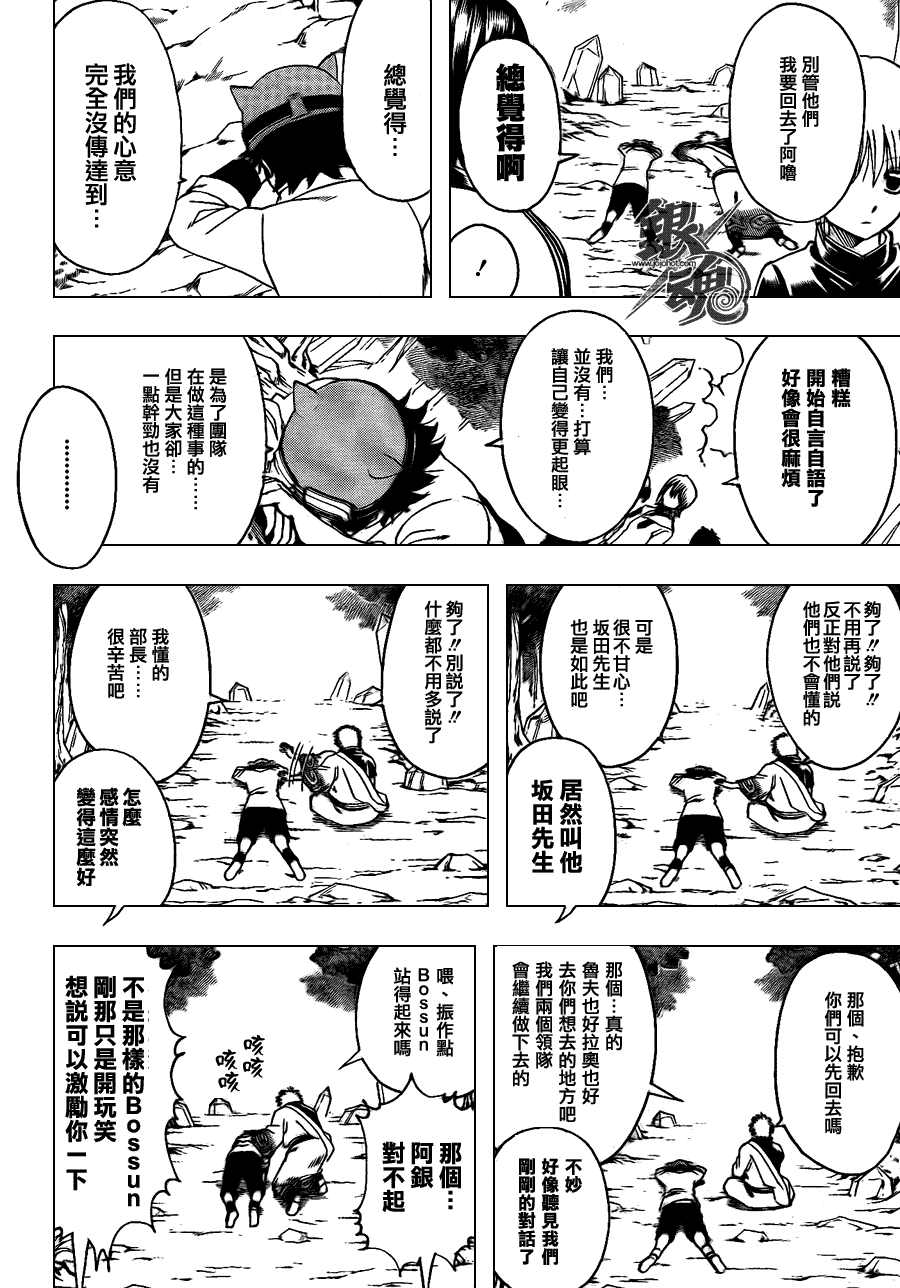 別管他們
我要回去了阿嚕
總覺得啊
!
銀魂
www.jojohot.com
總覺得…
我們的心意
完全沒傳達到…
糟糕
開始自言自語了
好像會很麻煩
我們…
並沒有…打算
讓自己變得更起眼…
是為了團隊
在做這種事的……
但是大家卻…
一點幹勁也沒有
…………
夠了!!夠了!!
不用再說了
反正對他們說
他們也不會懂的
可是
很不甘心…
坂田先生
也是如此吧
居然叫他
坂田先生
夠了!!別說了!!
什麼都不用多說了
我懂的
部長……
很辛苦吧
怎麼
感情突然
變得這麼好
那個、抱歉
你們可以先回去嗎
那個…真的
去你們想去的地方吧
魯夫也好拉奧也好
我們兩個領隊
會繼續做下去的
不妙
好像聽見我們
剛剛的對話了
喂、振作點
Bossun
站得起來嗎
咳咳
咳咳
那個…
阿銀
對不起
不是那樣的Bossun
剛那只是開玩笑
想說可以激勵你一下